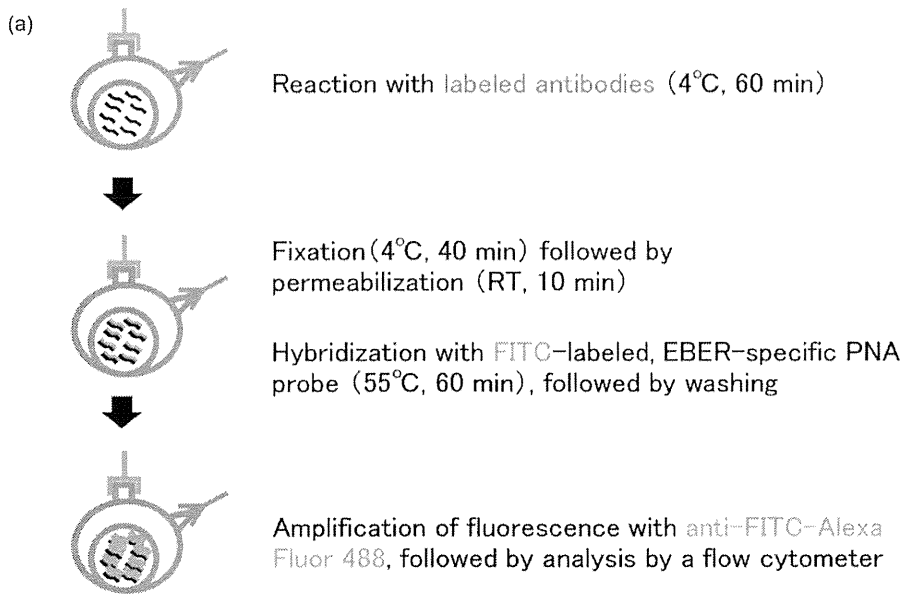 (a)
Reaction with labeled antibodies (4°C, 60 min)
Fixation(4°C, 40 min) followed by
permeabilization (RT, 10 min)
Hybridization with FITC-labeled, EBER-specific PNA
probe (55°C, 60 min), followed by washing
Amplification of fluorescence with anti-FITC-Alexa
Fluor 488, followed by analysis by a flow cytometer